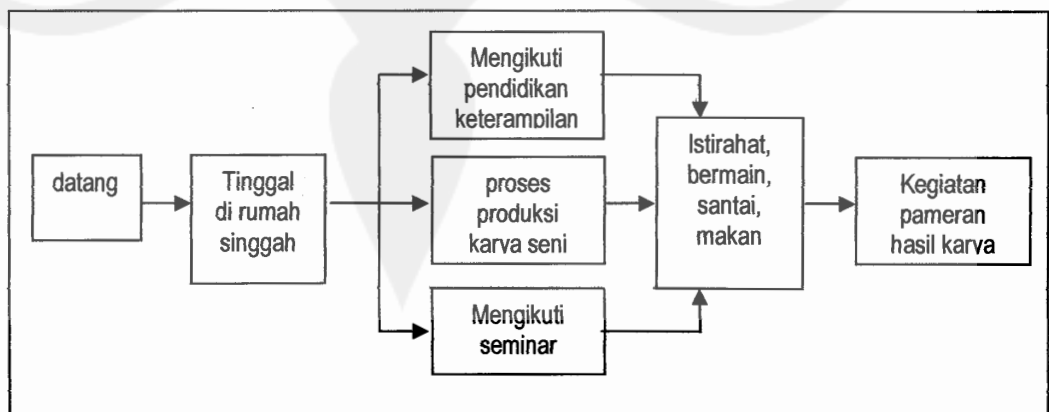 datang
Tinggal
di rumah
singgah
Mengikuti
pendidikan
keterampilan
proses
produksi
karya seni
Mengikuti
seminar
Istirahat,
bermain,
santai,
makan
Kegiatan
pameran
hasil karya